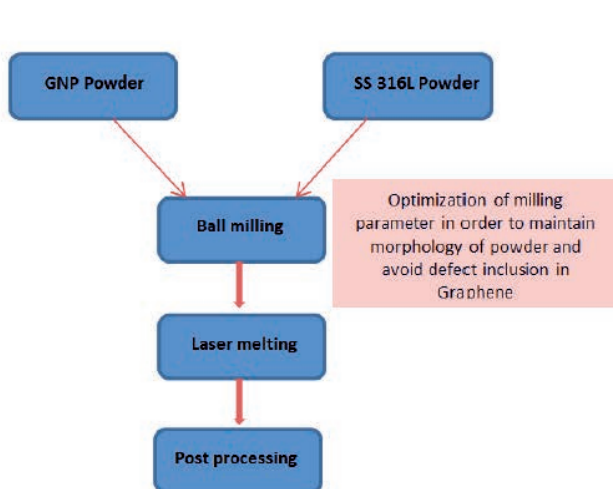 GNP Powder
SS 316L Powder
Ball milling
Optimization of milling
parameter in order to maintain
morphology of powder and
avoid defect inclusion in
Graphene
Laser melting
Post processing